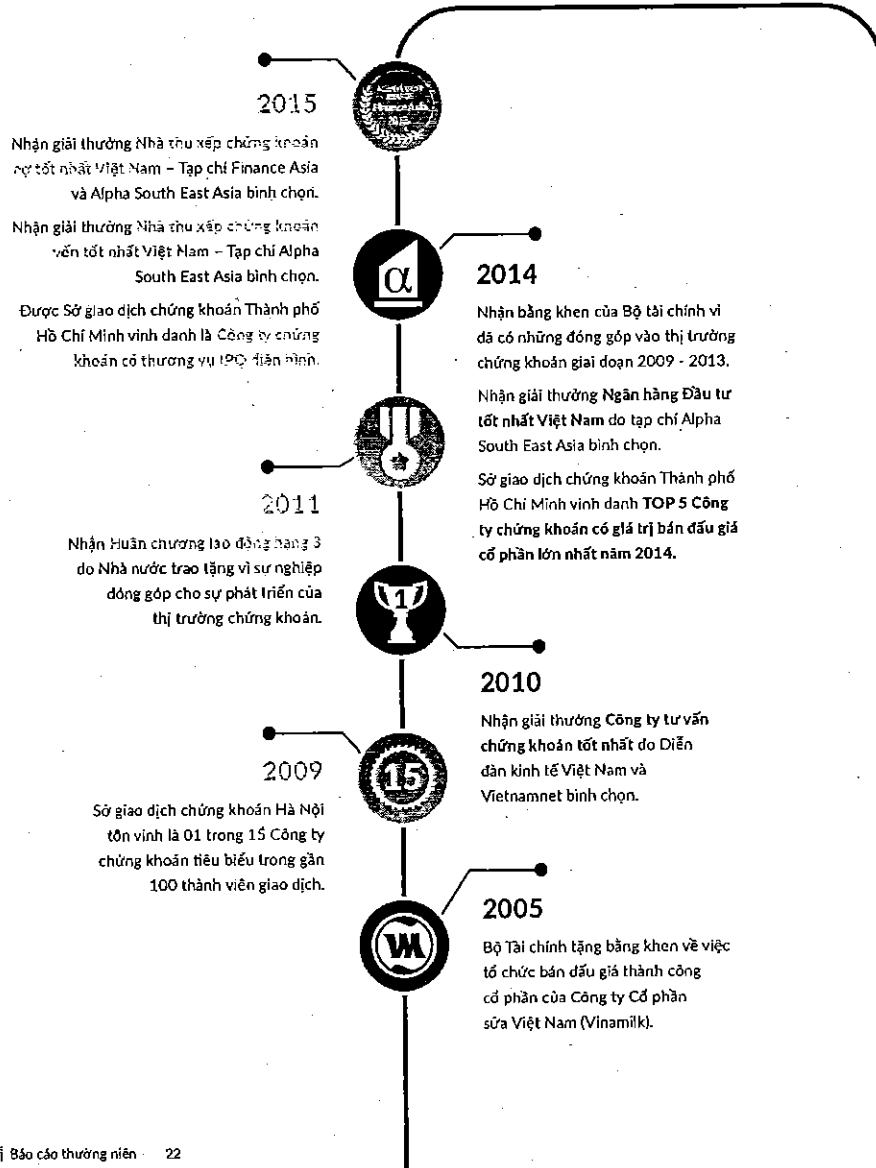 2015
Nhận giải thưởng Nhà thu xếp chứng khoán
nợ tốt nhất Việt Nam – Tạp chí Finance Asia
và Alpha South East Asia bình chọn.
Nhận giải thưởng Nhà thu xếp chứng khoán
vốn tốt nhất Việt Nam – Tạp chí Alpha
South East Asia bình chọn.
Được Sở giao dịch chứng khoán Thành phố
Hồ Chí Minh vinh danh là Công ty chứng
khoán có thương vụ IPO điển hình.
α
2014
Nhận bằng khen của Bộ tài chính vì
đã có những đóng góp vào thị trường
chứng khoán giai đoạn 2009 - 2013.
Nhận giải thưởng Ngân hàng Đầu tư
tốt nhất Việt Nam do tạp chí Alpha
South East Asia bình chọn.
Sở giao dịch chứng khoán Thành phố
Hồ Chí Minh vinh danh TOP 5 Công
ty chứng khoán có giá trị bán đấu giá
cổ phần lớn nhất năm 2014.
2011
Nhận Huân chương lao động hạng 3
do Nhà nước trao tặng vì sự nghiệp
đóng góp cho sự phát triển của
thị trường chứng khoán.
1
2010
Nhận giải thưởng Công ty tư vấn
chứng khoán tốt nhất do Diễn
đàn kinh tế Việt Nam và
Vietnamnet bình chọn.
15
2009
Sở giao dịch chứng khoán Hà Nội
tôn vinh là 01 trong 15 Công ty
chứng khoán tiêu biểu trong gần
100 thành viên giao dịch.
VM
2005
Bộ Tài chính tặng bằng khen về việc
tổ chức bán đấu giá thành công
cổ phần của Công ty Cổ phần
sữa Việt Nam (Vinamilk).
Báo cáo thường niên 22